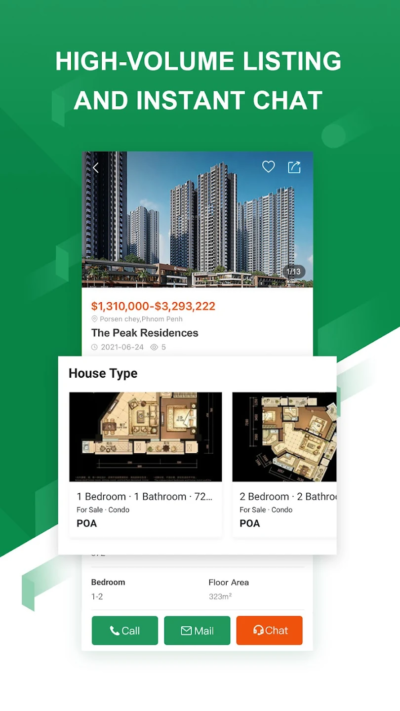 HIGH-VOLUME LISTING
AND INSTANT CHAT
1/13
$1,310,000-$3,293,222
Porsen chey,Phnom Penh
The Peak Residences
2021-06-24 5
House Type
1 Bedroom · 1 Bathroom · 72...
For Sale · Condo
POA
2 Bedroom · 2 Bathro
For Sale · Condo
POA
Bedroom
Floor Area
1-2
323m²
Call
Mail
Chat